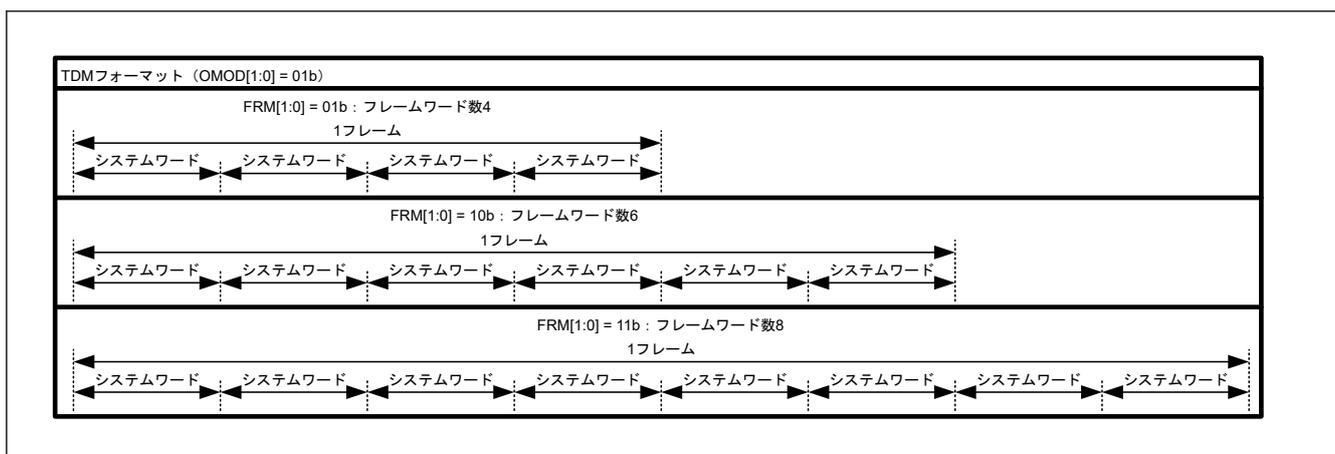 TDMフォーマット（OMOD[1:0] = 01b）
FRM[1:0] = 01b：フレームワード数4
1フレーム
システムワード システムワード システムワード システムワード
FRM[1:0] = 10b：フレームワード数6
1フレーム
システムワード システムワード システムワード システムワード システムワード システムワード
FRM[1:0] = 11b：フレームワード数8
1フレーム
システムワード システムワード システムワード システムワード システムワード システムワード システムワード システムワード